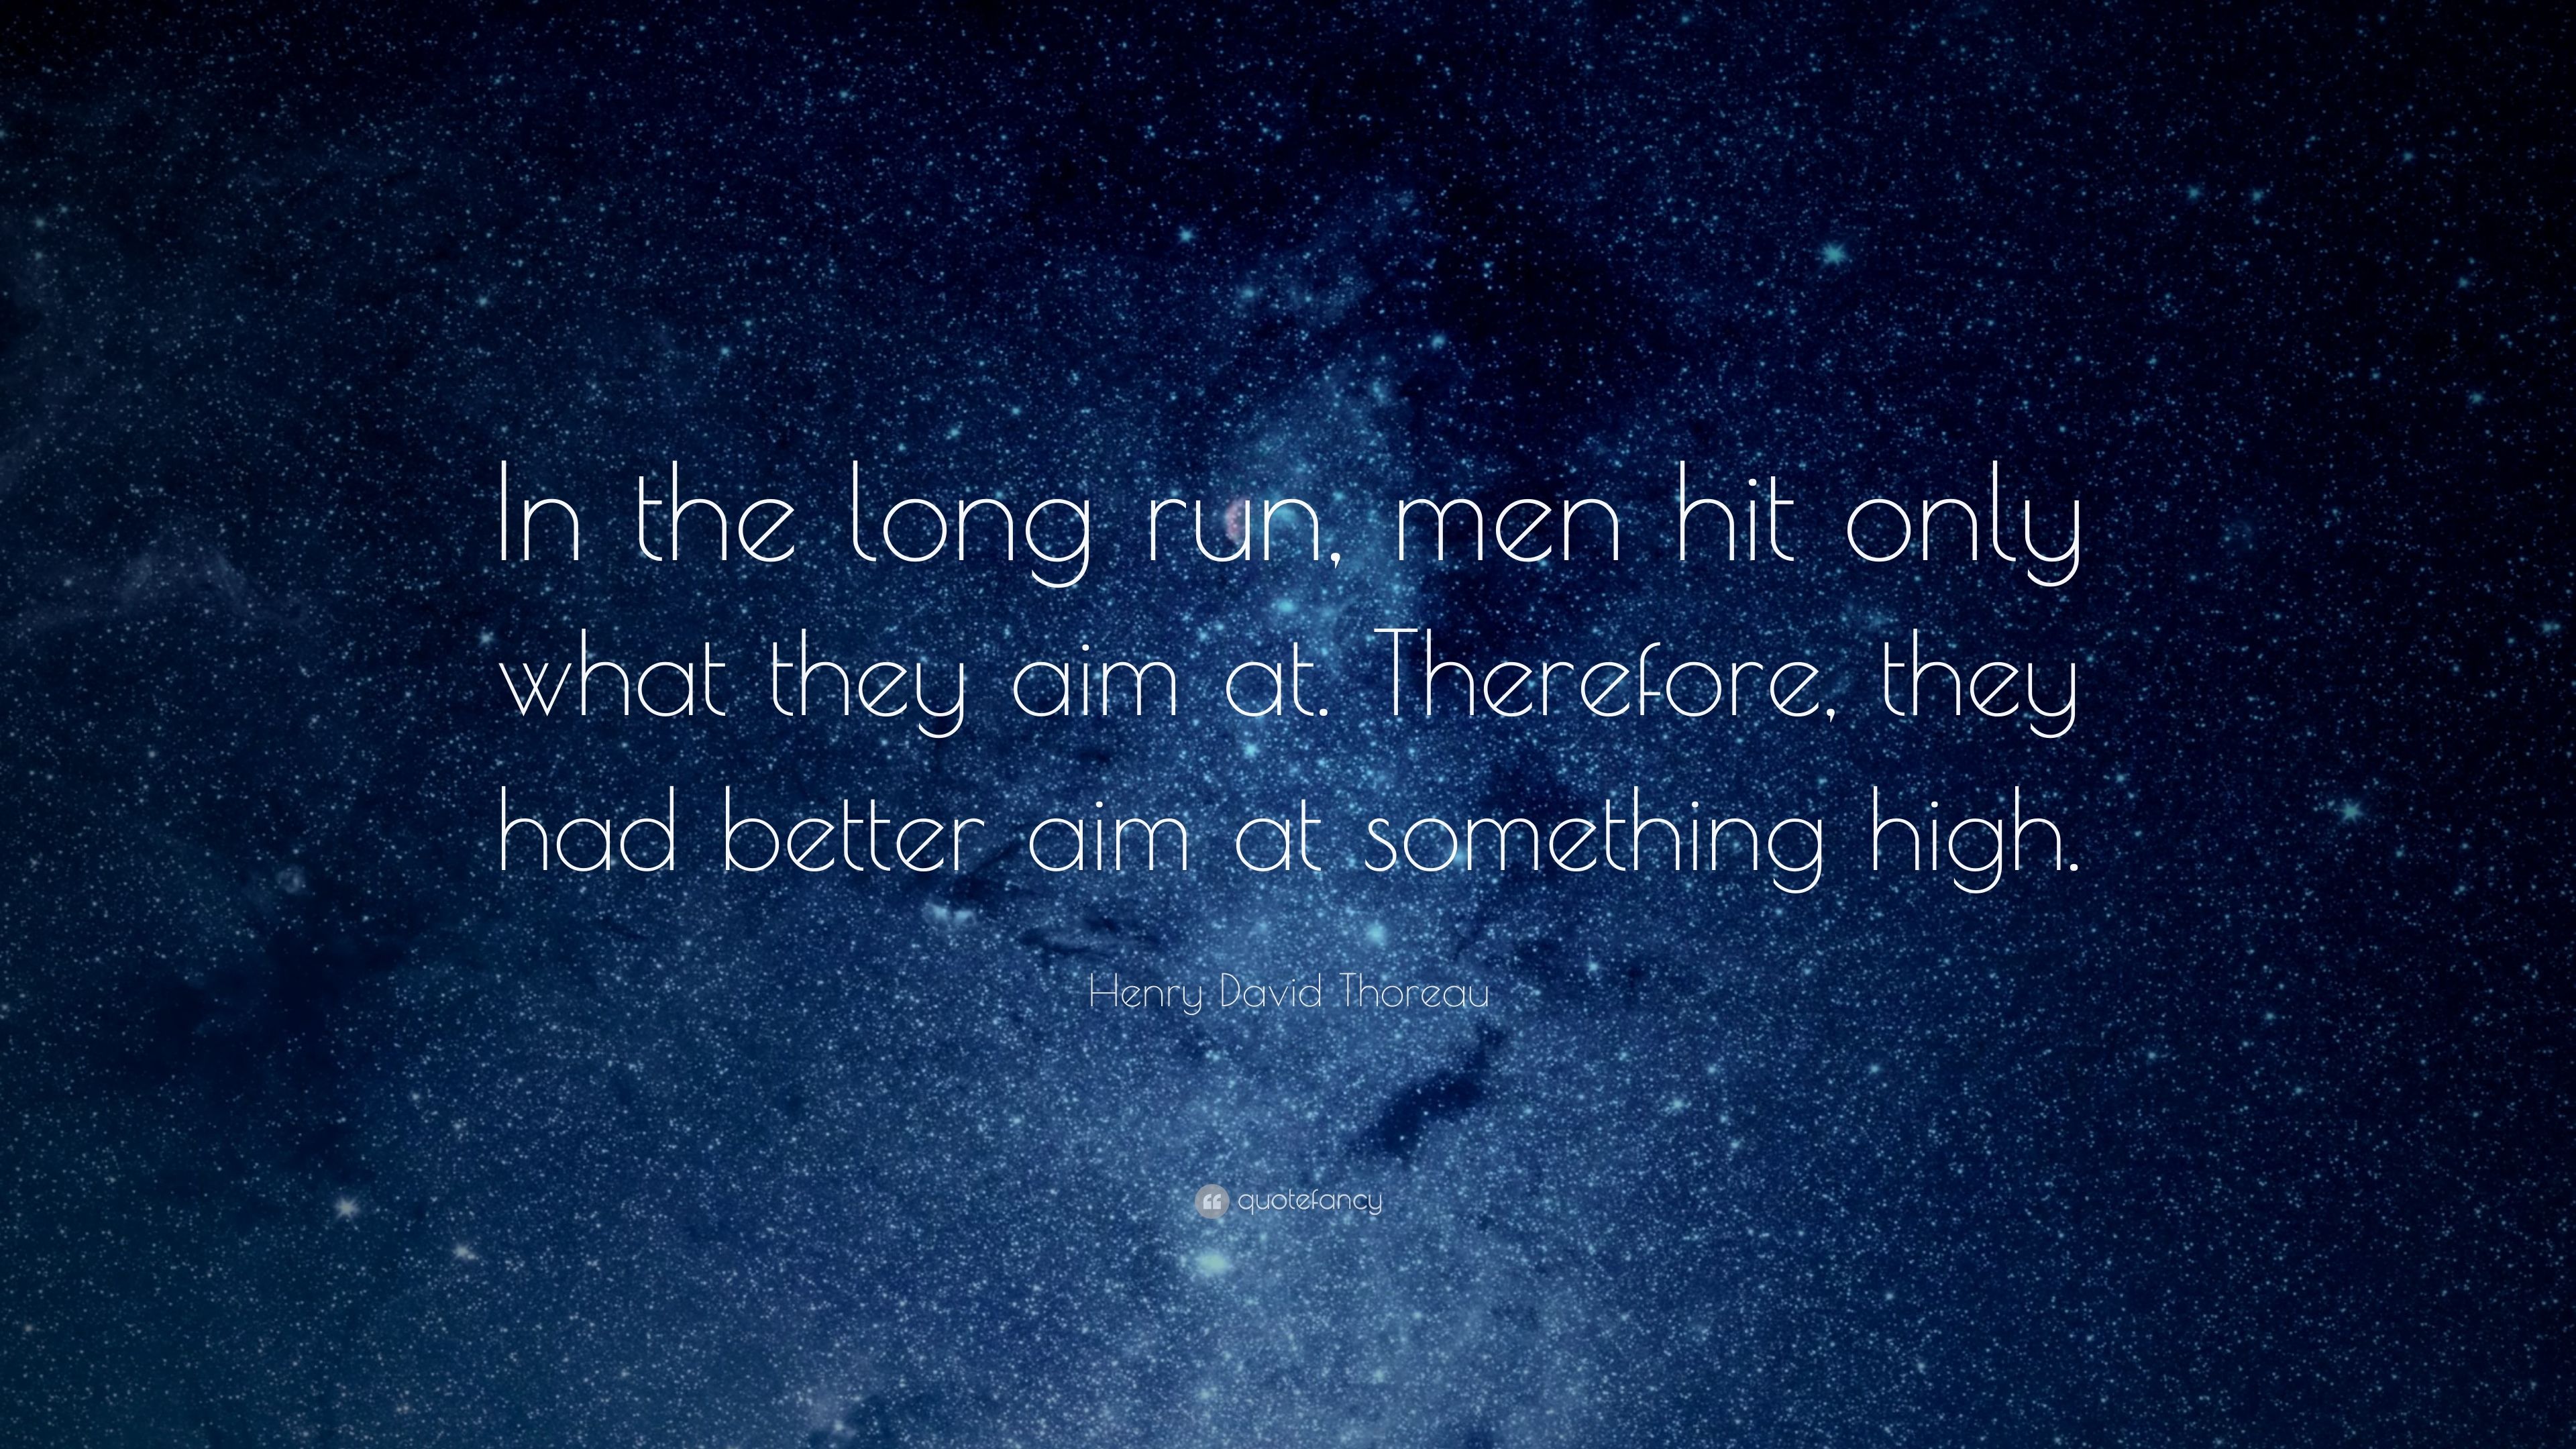 In the long run, men hit only
what they aim at. Therefore, they
had better aim at something high.
Henry David Thoreau
quotefancy